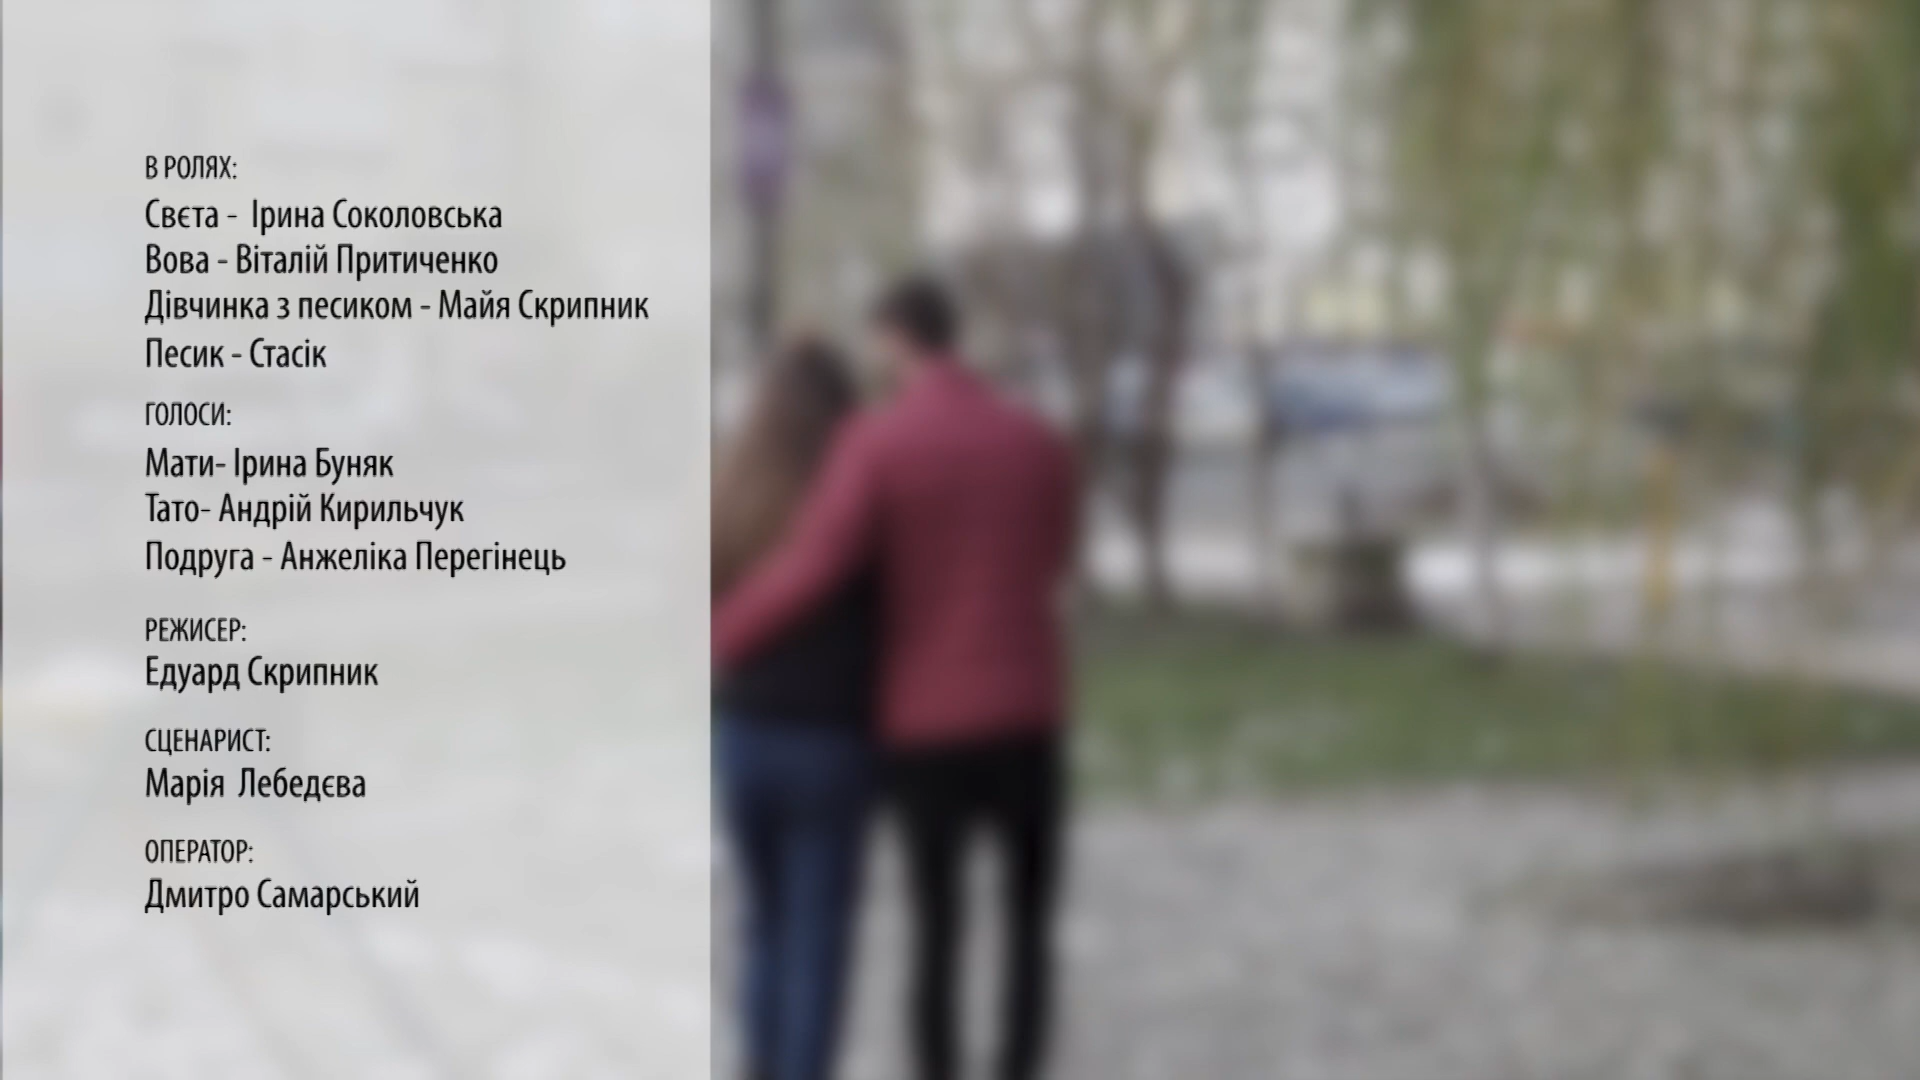 В РОЛЯХ:
Свєта - Ірина Соколовська
Вова - Віталій Притиченко
Дівчинка з песиком - Майя Скрипник
Песик - Стасік
ГОЛОСИ:
Мати- Ірина Буняк
Тато- Андрій Кирильчук
Подруга - Анжеліка Перегінець
РЕЖИСЕР:
Едуард Скрипник
СЦЕНАРИСТ:
Марія Лебедєва
ОПЕРАТОР:
Дмитро Самарський